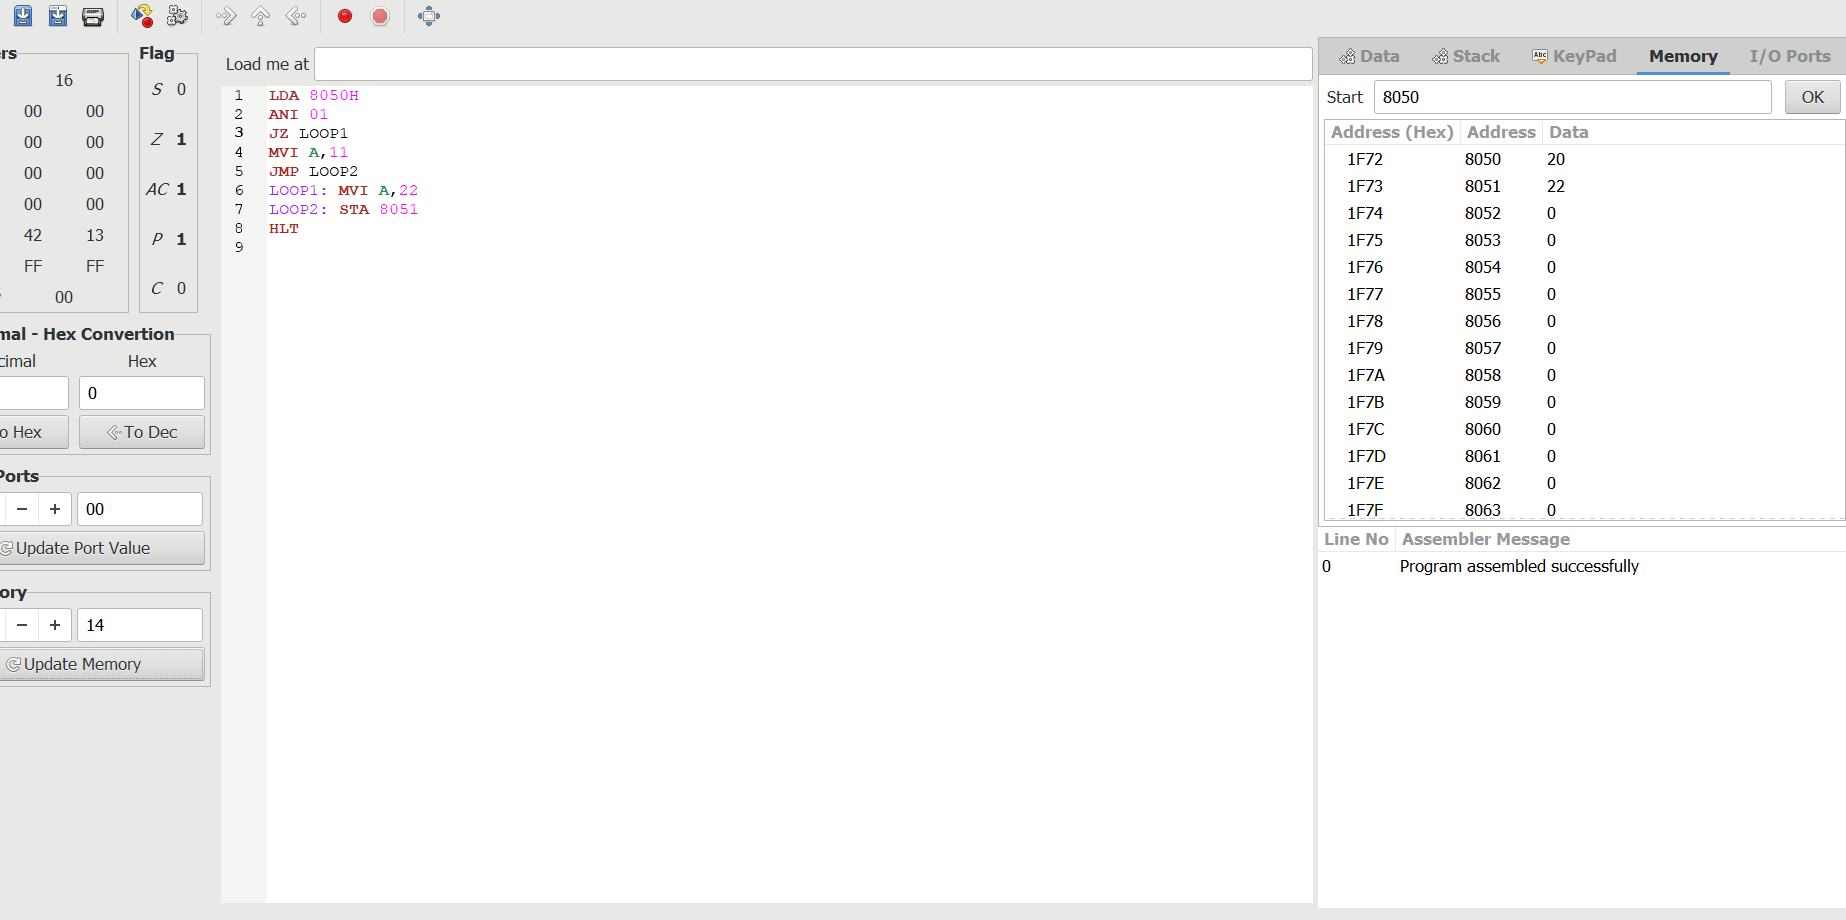 ers
Flag
16
S 0
00 00
00 00
Z 1
00 00
AC 1
00 00
42 13
P 1
FF FF
C 0
00
mal - Hex Convertion
cimal Hex
0
o Hex To Dec
Ports
− + 00
Update Port Value
ory
− + 14
Update Memory
Load me at
1 LDA 8050H
2 ANI 01
3 JZ LOOP1
4 MVI A,11
5 JMP LOOP2
6 LOOP1: MVI A,22
7 LOOP2: STA 8051
8 HLT
9
Data Stack Abc KeyPad Memory I/O Ports
Start 8050 OK
Address (Hex) Address Data
1F72 8050 20
1F73 8051 22
1F74 8052 0
1F75 8053 0
1F76 8054 0
1F77 8055 0
1F78 8056 0
1F79 8057 0
1F7A 8058 0
1F7B 8059 0
1F7C 8060 0
1F7D 8061 0
1F7E 8062 0
1F7F 8063 0
Line No Assembler Message
0 Program assembled successfully